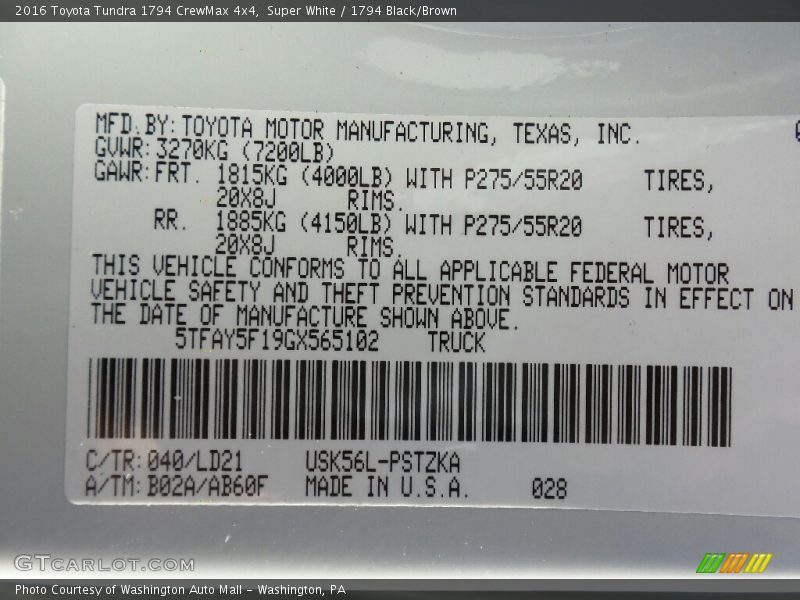 2016 Toyota Tundra 1794 CrewMax 4x4, Super White / 1794 Black/Brown
MFD.BY:TOYOTA MOTOR MANUFACTURING, TEXAS, INC.
GVWR:3270KG (7200LB)
GAWR:FRT. 1815KG (4000LB) WITH P275/55R20 TIRES,
20X8J RIMS.
RR. 1885KG (4150LB) WITH P275/55R20 TIRES,
20X8J RIMS.
THIS VEHICLE CONFORMS TO ALL APPLICABLE FEDERAL MOTOR
VEHICLE SAFETY AND THEFT PREVENTION STANDARDS IN EFFECT ON
THE DATE OF MANUFACTURE SHOWN ABOVE.
5TFAY5F19GX565102 TRUCK
C/TR:040/LD21 USK56L-PSTZKA
A/TM:B02A/AB60F MADE IN U.S.A. 028
GTCARLOT.COM
Photo Courtesy of Washington Auto Mall - Washington, PA